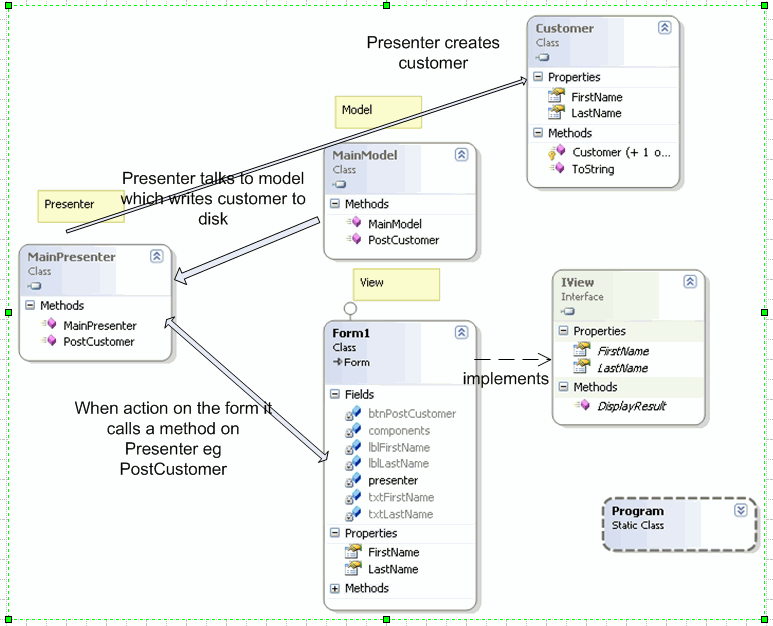 Presenter creates
customer
Customer
Class
Properties
FirstName
LastName
Methods
Customer (+ 1 o...
ToString
Model
MainModel
Class
Methods
MainModel
PostCustomer
Presenter talks to model
which writes customer to
disk
Presenter
MainPresenter
Class
Methods
MainPresenter
PostCustomer
View
Form1
Class
Form
Fields
btnPostCustomer
components
lblFirstName
lblLastName
presenter
txtFirstName
txtLastName
Properties
FirstName
LastName
Methods
implements
IView
Interface
Properties
FirstName
LastName
Methods
DisplayResult
When action on the form it
calls a method on
Presenter eg
PostCustomer
Program
Static Class